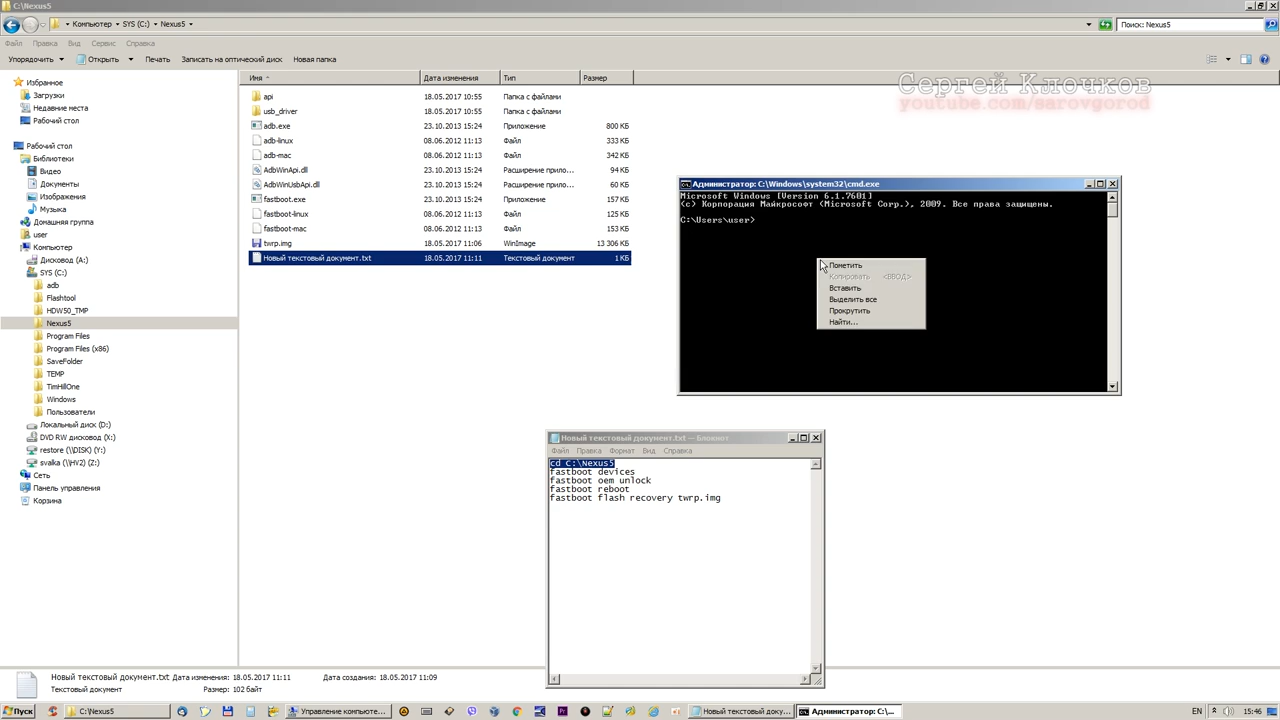 C:\Nexus5
Компьютер SYS (C:) Nexus5
Поиск: Nexus5
Файл Правка Вид Сервис Справка
Упорядочить Открыть Печать Записать на оптический диск Новая папка
Сергей Клочков
youtube.com/sarovgorod
Избранное
Загрузки
Недавние места
Рабочий стол
Рабочий стол
Библиотеки
Видео
Документы
Изображения
Музыка
Домашняя группа
user
Компьютер
Дисковод (A:)
SYS (C:)
adb
Flashtool
HDW50_TMP
Nexus5
Program Files
Program Files (x86)
SaveFolder
TEMP
TimHillOne
Windows
Пользователи
Локальный диск (D:)
DVD RW дисковод (X:)
restore (\\DISK) (Y:)
svalka (\\HV2) (Z:)
Сеть
Панель управления
Корзина
Имя Дата изменения Тип Размер
api 18.05.2017 10:55 Папка с файлами
usb_driver 18.05.2017 10:55 Папка с файлами
adb.exe 23.10.2013 15:24 Приложение 800 КБ
adb-linux 08.06.2012 11:13 Файл 333 КБ
adb-mac 08.06.2012 11:13 Файл 342 КБ
AdbWinApi.dll 23.10.2013 15:24 Расширение прило... 94 КБ
AdbWinUsbApi.dll 23.10.2013 15:24 Расширение прило... 60 КБ
fastboot.exe 23.10.2013 15:24 Приложение 157 КБ
fastboot-linux 08.06.2012 11:13 Файл 125 КБ
fastboot-mac 08.06.2012 11:13 Файл 153 КБ
twrp.img 18.05.2017 11:06 WinImage 13 306 КБ
Новый текстовый документ.txt 18.05.2017 11:11 Текстовый документ 1 КБ
Администратор: C:\Windows\system32\cmd.exe
Microsoft Windows [Version 6.1.7601]
(c) Корпорация Майкрософт (Microsoft Corp.), 2009. Все права защищены.
C:\Users\user>
Пометить
Копировать <ВВОД>
Вставить
Выделить все
Прокрутить
Найти...
Новый текстовый документ.txt — Блокнот
Файл Правка Формат Вид Справка
cd C:\Nexus5
fastboot devices
fastboot oem unlock
fastboot reboot
fastboot flash recovery twrp.img
Новый текстовый документ.txt Дата изменения: 18.05.2017 11:11 Дата создания: 18.05.2017 11:09
Текстовый документ Размер: 102 байт
Пуск C:\Nexus5 Управление компьюте... Новый текстовый доку... Администратор: C:\... EN 15:46